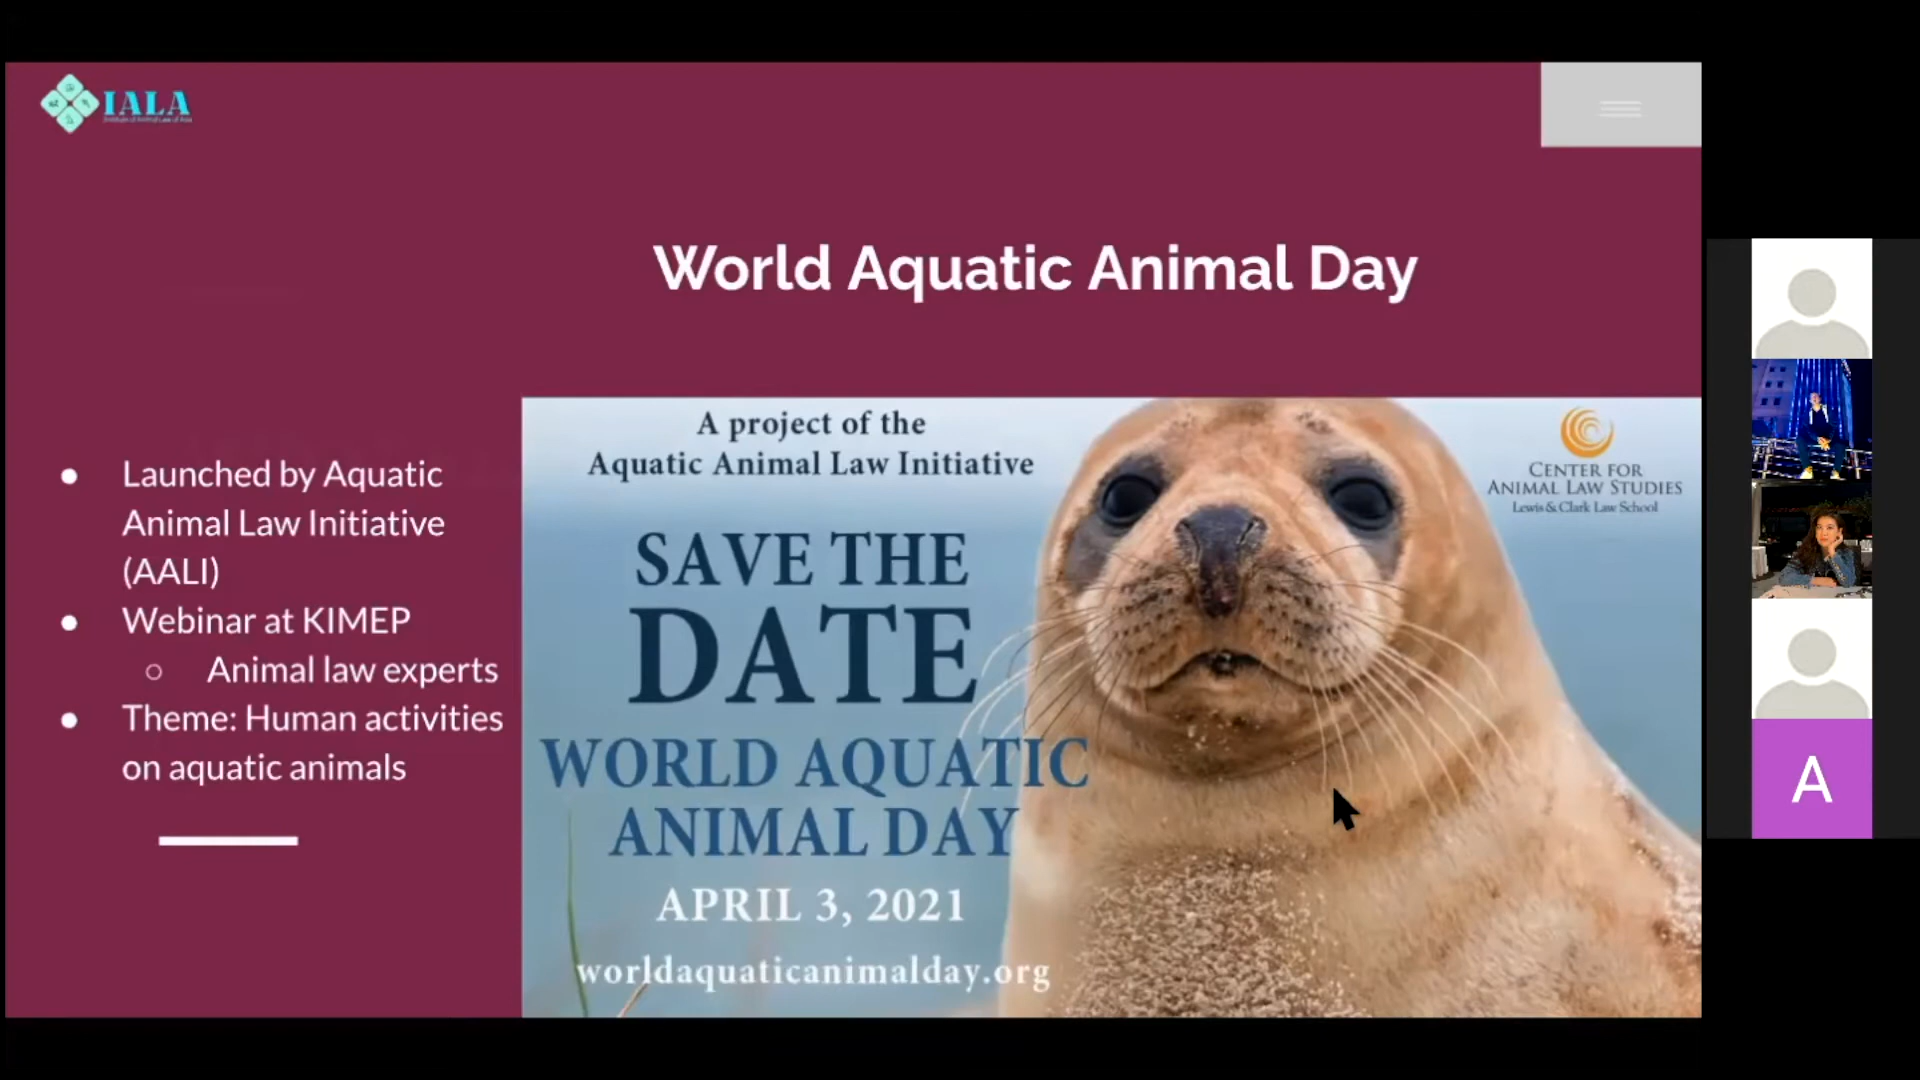 IALA
World Aquatic Animal Day
● Launched by Aquatic
Animal Law Initiative
(AALI)
● Webinar at KIMEP
○ Animal law experts
● Theme: Human activities
on aquatic animals
A project of the
Aquatic Animal Law Initiative
SAVE THE
DATE
WORLD AQUATIC
ANIMAL DAY
APRIL 3, 2021
worldaquaticanimalday.org
CENTER FOR
ANIMAL LAW STUDIES
Lewis & Clark Law School
A